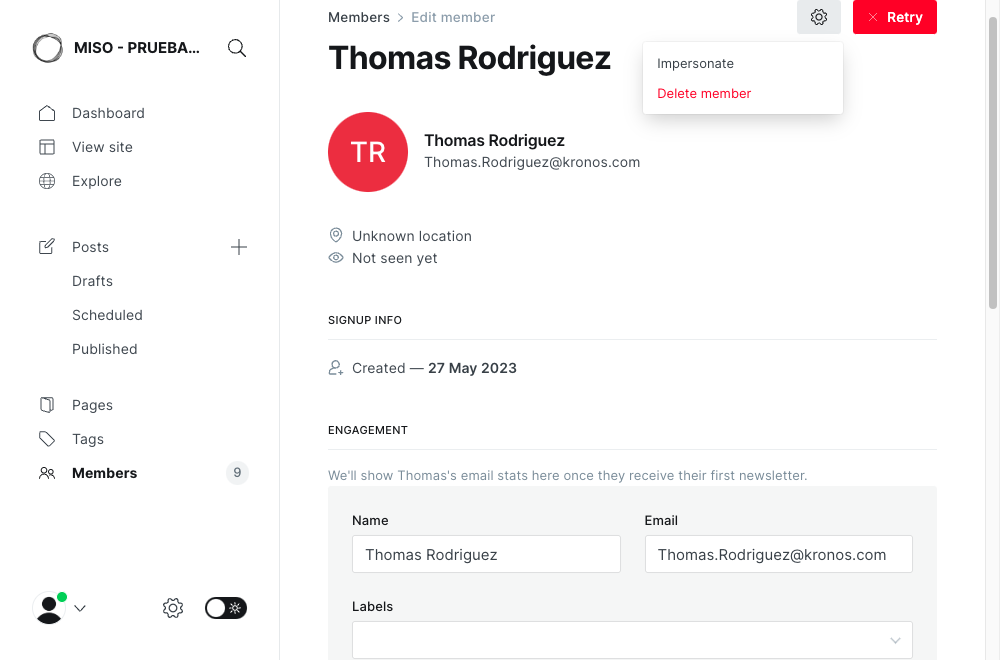 MISO - PRUEBA...
Dashboard
View site
Explore
Posts
Drafts
Scheduled
Published
Pages
Tags
Members 9
Members > Edit member
Retry
Thomas Rodriguez
Impersonate
Delete member
TR
Thomas Rodriguez
Thomas.Rodriguez@kronos.com
Unknown location
Not seen yet
SIGNUP INFO
Created — 27 May 2023
ENGAGEMENT
We'll show Thomas's email stats here once they receive their first newsletter.
Name Email
Thomas Rodriguez Thomas.Rodriguez@kronos.com
Labels